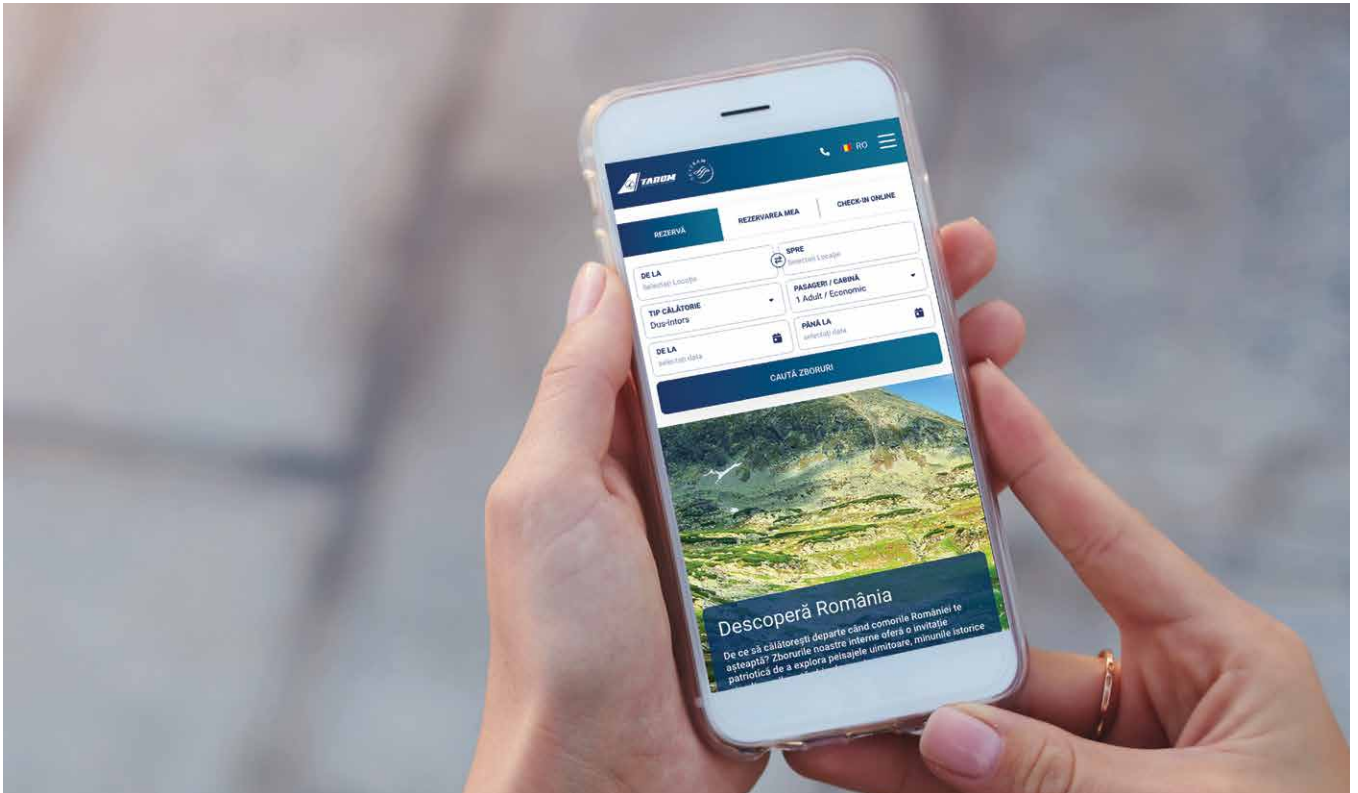 TAROM
SKYTEAM
RO
REZERVĂ
REZERVAREA MEA
CHECK-IN ONLINE
DE LA
Selectați Locație
SPRE
Selectați Locație
TIP CĂLĂTORIE
Dus-întors
PASAGERI / CABINĂ
1 Adult / Economic
DE LA
selectați data
PÂNĂ LA
selectați data
CAUTĂ ZBORURI
Descoperă România
De ce să călătorești departe când comorile României te
așteaptă? Zborurile noastre interne oferă o invitație
patriotică de a explora peisajele uimitoare, minunile istorice